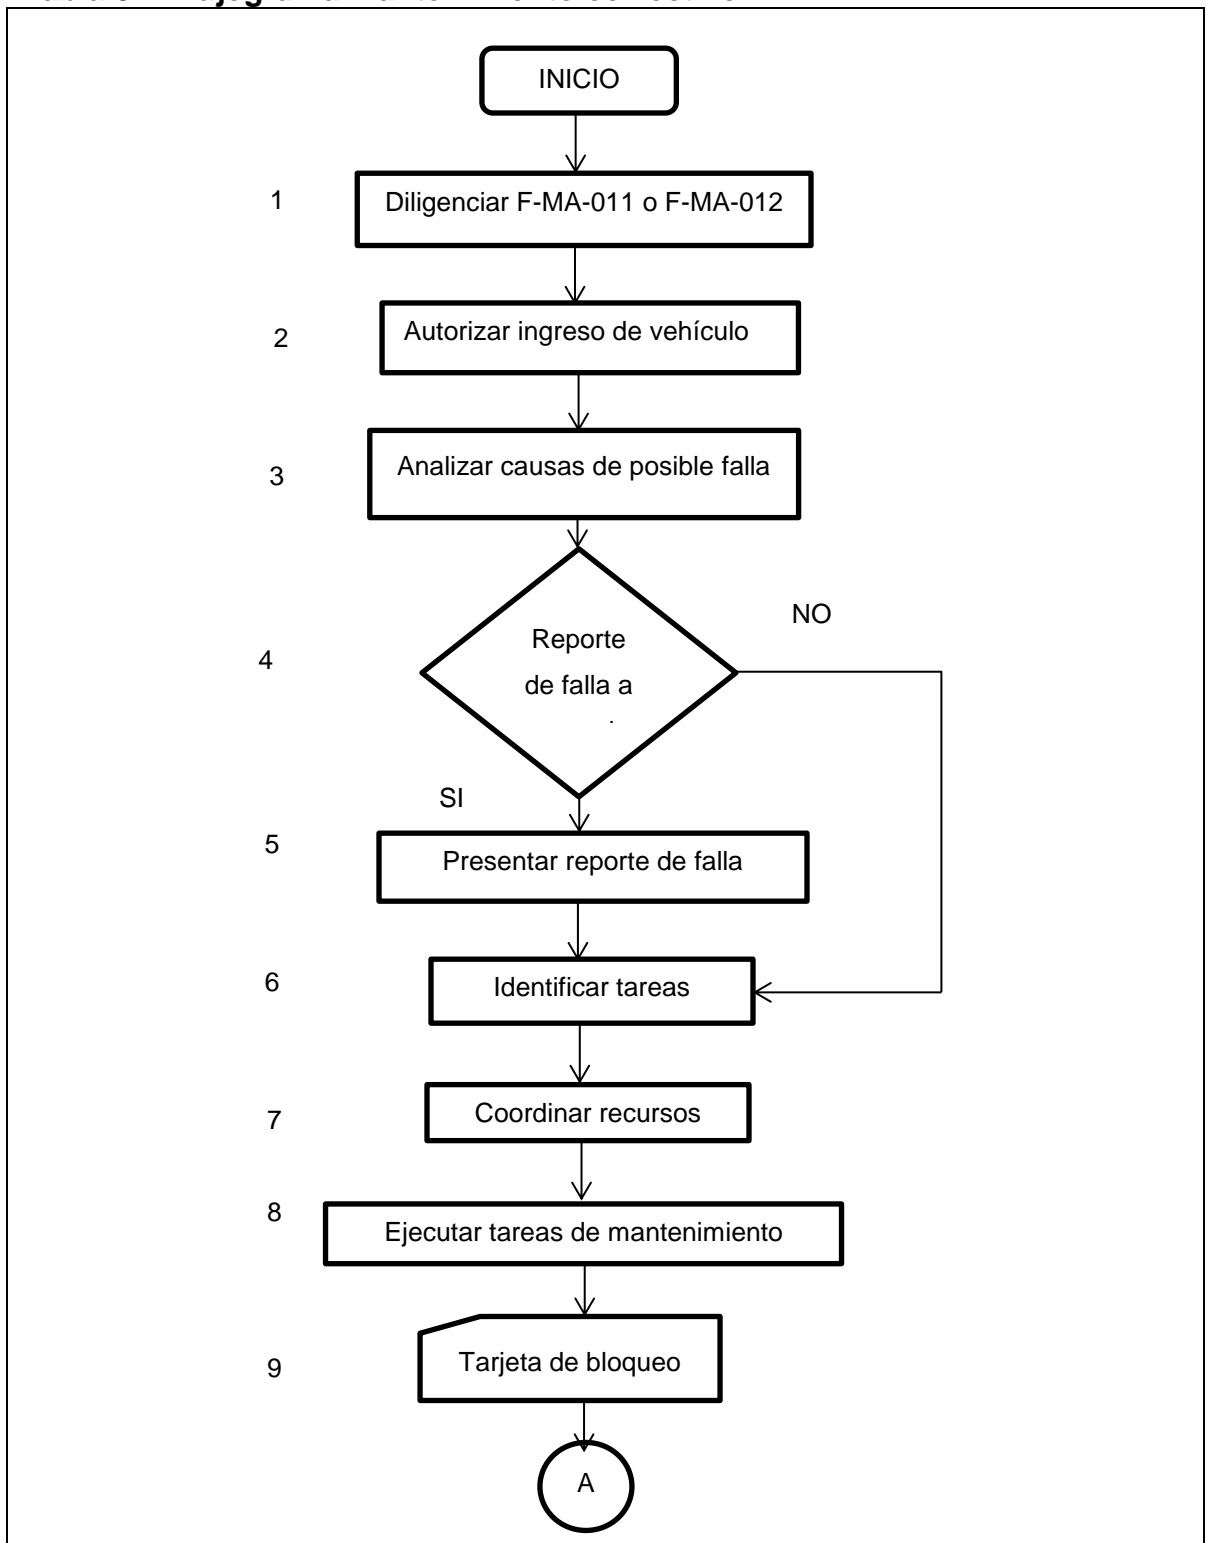 INICIO
1
Diligenciar F-MA-011 o F-MA-012
2
Autorizar ingreso de vehículo
3
Analizar causas de posible falla
NO
4
Reporte
de falla a
SI
5
Presentar reporte de falla
6
Identificar tareas
7
Coordinar recursos
8
Ejecutar tareas de mantenimiento
9
Tarjeta de bloqueo
A